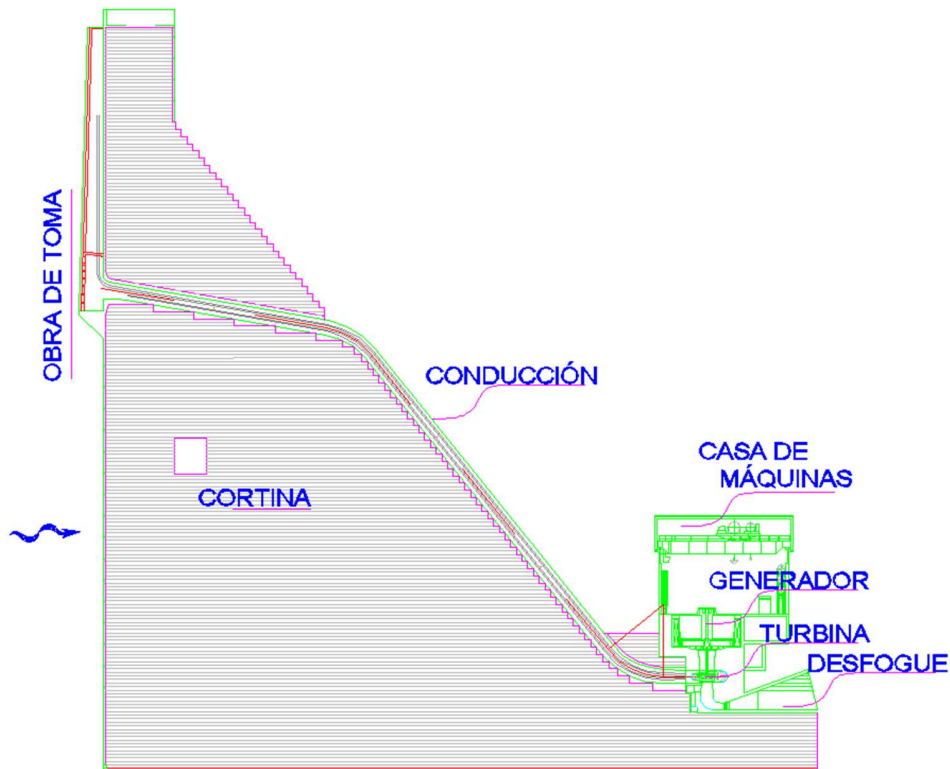 OBRA DE TOMA
CONDUCCIÓN
CASA DE
MÁQUINAS
CORTINA
GENERADOR
TURBINA
DESFOGUE